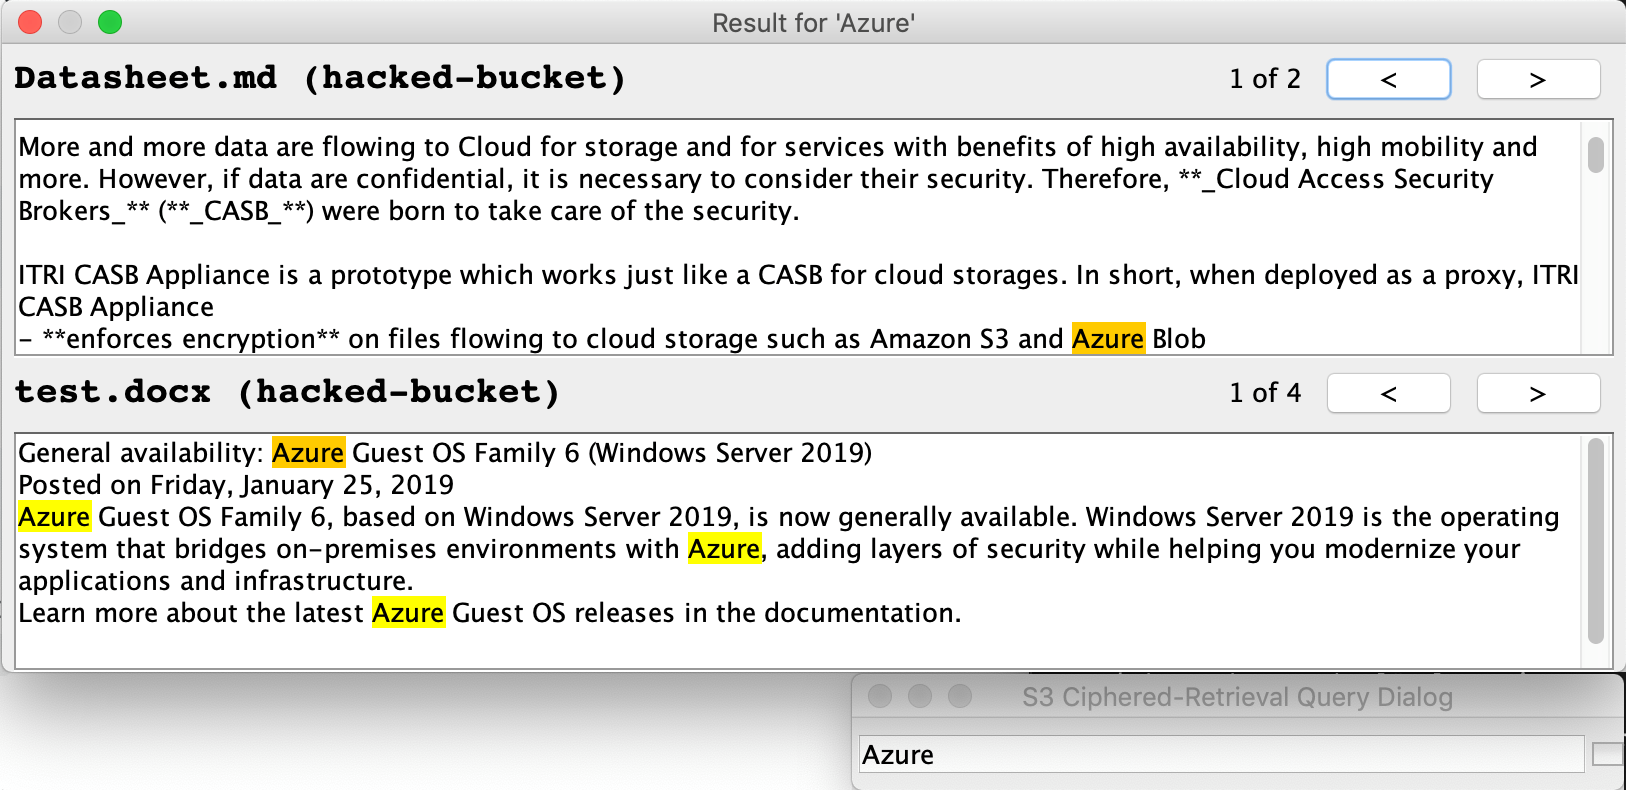 Result for 'Azure'
Datasheet.md (hacked-bucket)
1 of 2
<
>
More and more data are flowing to Cloud for storage and for services with benefits of high availability, high mobility and
more. However, if data are confidential, it is necessary to consider their security. Therefore, **_Cloud Access Security
Brokers_** (**_CASB_**) were born to take care of the security.
ITRI CASB Appliance is a prototype which works just like a CASB for cloud storages. In short, when deployed as a proxy, ITRI
CASB Appliance
- **enforces encryption** on files flowing to cloud storage such as Amazon S3 and Azure Blob
test.docx (hacked-bucket)
1 of 4
<
>
General availability: Azure Guest OS Family 6 (Windows Server 2019)
Posted on Friday, January 25, 2019
Azure Guest OS Family 6, based on Windows Server 2019, is now generally available. Windows Server 2019 is the operating
system that bridges on-premises environments with Azure, adding layers of security while helping you modernize your
applications and infrastructure.
Learn more about the latest Azure Guest OS releases in the documentation.
S3 Ciphered-Retrieval Query Dialog
Azure